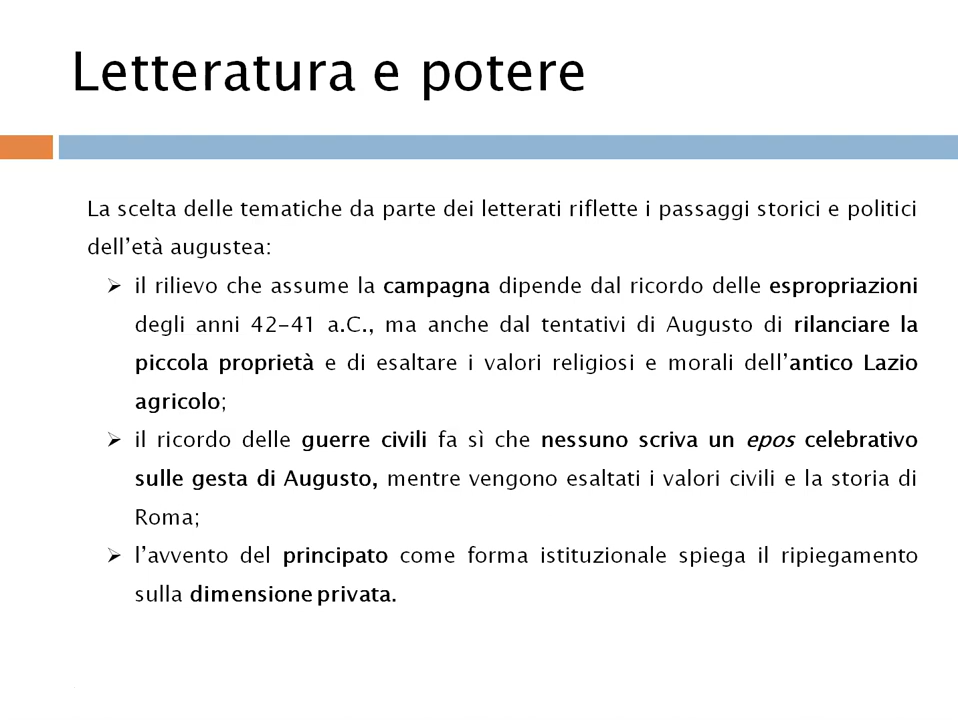 Letteratura e potere
La scelta delle tematiche da parte dei letterati riflette i passaggi storici e politici
dell’età augustea:
➢ il rilievo che assume la campagna dipende dal ricordo delle espropriazioni
degli anni 42-41 a.C., ma anche dal tentativi di Augusto di rilanciare la
piccola proprietà e di esaltare i valori religiosi e morali dell’antico Lazio
agricolo;
➢ il ricordo delle guerre civili fa sì che nessuno scriva un epos celebrativo
sulle gesta di Augusto, mentre vengono esaltati i valori civili e la storia di
Roma;
➢ l’avvento del principato come forma istituzionale spiega il ripiegamento
sulla dimensione privata.